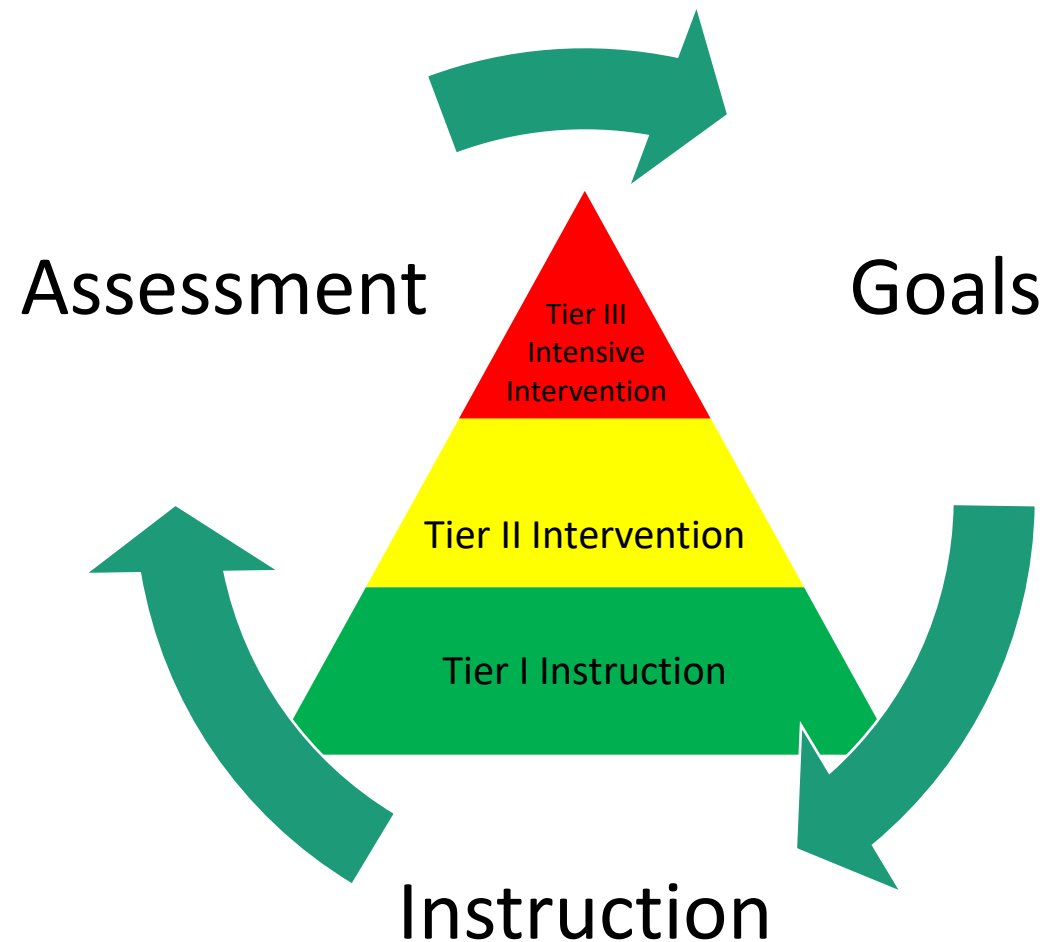 Assessment
Goals
Tier III
Intensive
Intervention
Tier II Intervention
Tier I Instruction
Instruction